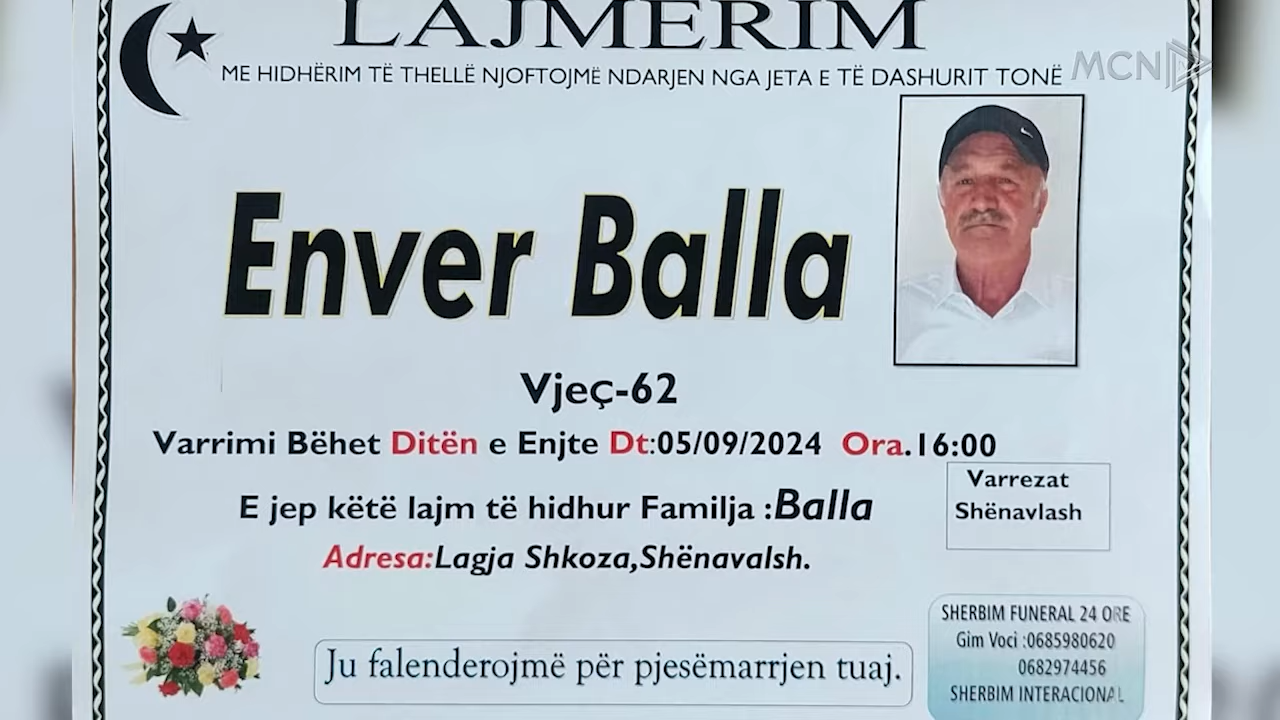 LAJMËRIM
MCN
ME HIDHËRIM TË THELLË NJOFTOJMË NDARJEN NGA JETA E TË DASHURIT TONË
Enver Balla
Vjeç-62
Varrimi Bëhet Ditën e Enjte Dt:05/09/2024 Ora.16:00
Varrezat
Shënavlash
E jep këtë lajm të hidhur Familja :Balla
Adresa:Lagja Shkoza,Shënavalsh.
Ju falenderojmë për pjesëmarrjen tuaj.
SHERBIM FUNERAL 24 ORE
Gim Voci :0685980620
0682974456
SHERBIM INTERACIONAL